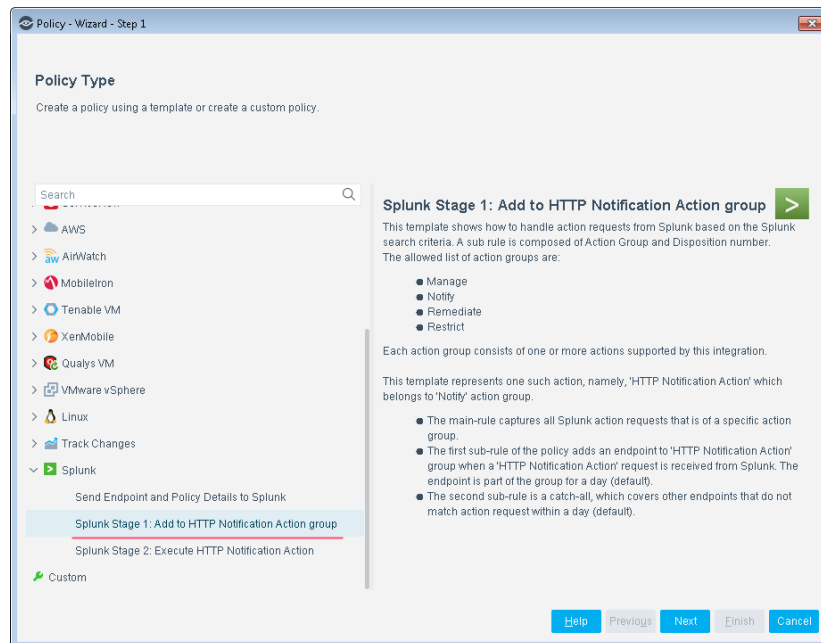 Policy - Wizard - Step 1
Policy Type
Create a policy using a template or create a custom policy.
Search
AWS
AirWatch
MobileIron
Tenable VM
XenMobile
Qualys VM
VMware vSphere
Linux
Track Changes
Splunk
Send Endpoint and Policy Details to Splunk
Splunk Stage 1: Add to HTTP Notification Action group
Splunk Stage 2: Execute HTTP Notification Action
Custom
Splunk Stage 1: Add to HTTP Notification Action group
This template shows how to handle action requests from Splunk based on the Splunk
search criteria. A sub rule is composed of Action Group and Disposition number.
The allowed list of action groups are:
Manage
Notify
Remediate
Restrict
Each action group consists of one or more actions supported by this integration.
This template represents one such action, namely, 'HTTP Notification Action' which
belongs to 'Notify' action group.
The main-rule captures all Splunk action requests that is of a specific action
group.
The first sub-rule of the policy adds an endpoint to 'HTTP Notification Action'
group when a 'HTTP Notification Action' request is received from Splunk. The
endpoint is part of the group for a day (default).
The second sub-rule is a catch-all, which covers other endpoints that do not
match action request within a day (default).
Help Previous Next Finish Cancel